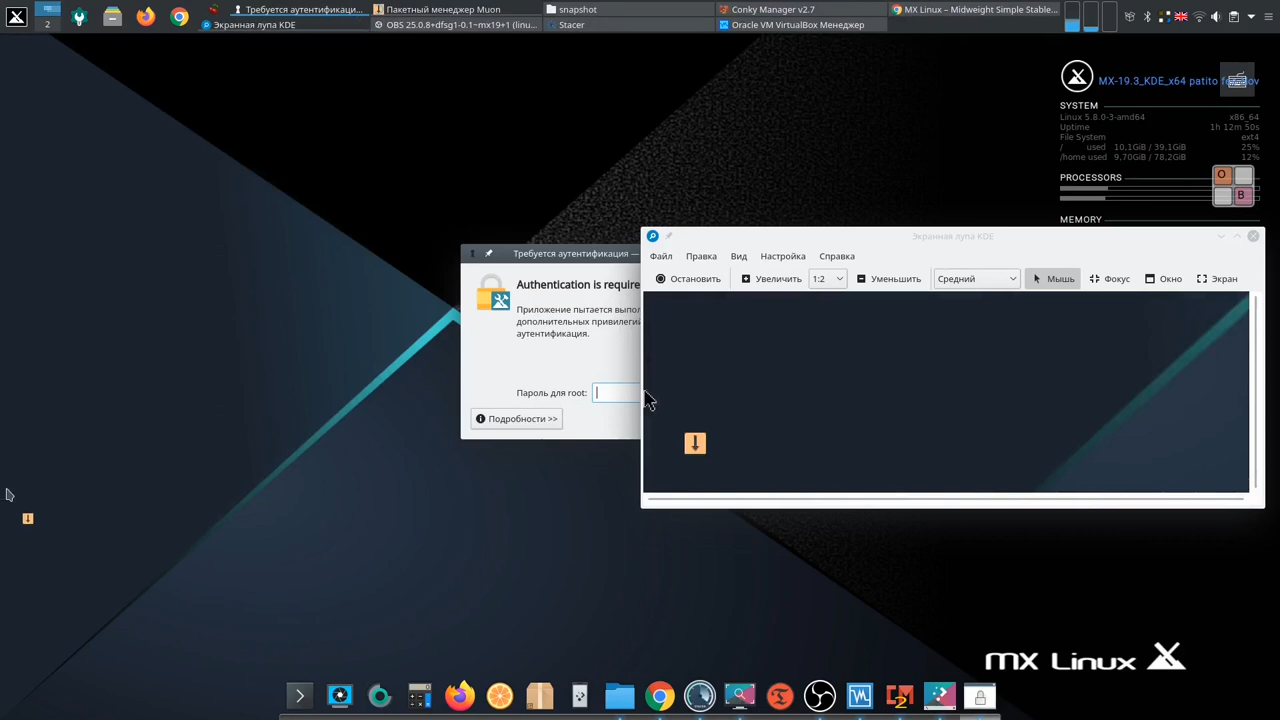 2
Требуется аутентификаци...
Экранная лупа KDE
Пакетный менеджер Muon
OBS 25.0.8+dfsg1-0.1~mx19+1 (linu...
snapshot
Stacer
Conky Manager v2.7
Oracle VM VirtualBox Менеджер
MX Linux – Midweight Simple Stable...
MX-19.3_KDE_x64 patito
SYSTEM
Linux 5.8.0-3-amd64 x86_64
Uptime 1h 12m 50s
File System ext4
/ used 10,1GiB / 39,1GiB 25%
/home used 9,70GiB / 78,2GiB 12%
PROCESSORS
O
B
MEMORY
Требуется аутентификация —
Authentication is require
Приложение пытается выпол
дополнительных привилегий
аутентификация.
Пароль для root:
Подробности >>
Экранная лупа KDE
Файл Правка Вид Настройка Справка
Остановить Увеличить 1:2 Уменьшить Средний Мышь Фокус Окно Экран
MX Linux